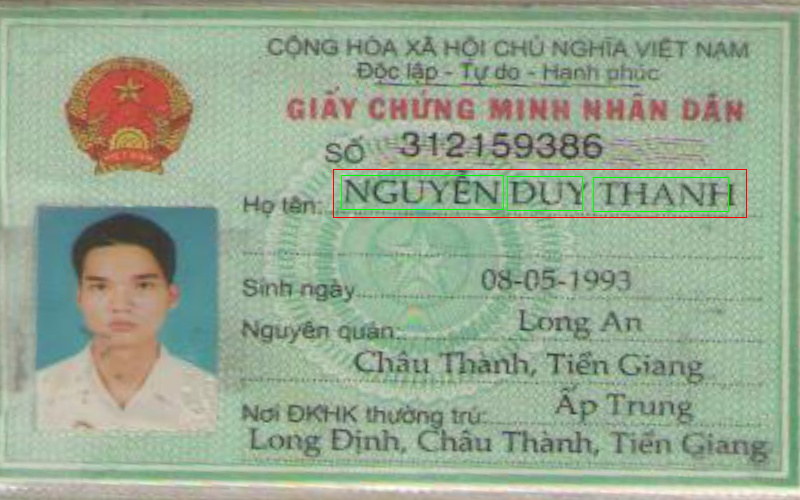 CỘNG HÒA XÃ HỘI CHỦ NGHĨA VIỆT NAM
Độc lập - Tự do - Hạnh phúc
GIẤY CHỨNG MINH NHÂN DÂN
SỐ 312159386
Họ tên: NGUYỄN DUY THANH
Sinh ngày 08-05-1993
Nguyên quán: Long An
Châu Thành, Tiền Giang
Nơi ĐKHK thường trú: Ấp Trung
Long Định, Châu Thành, Tiền Giang